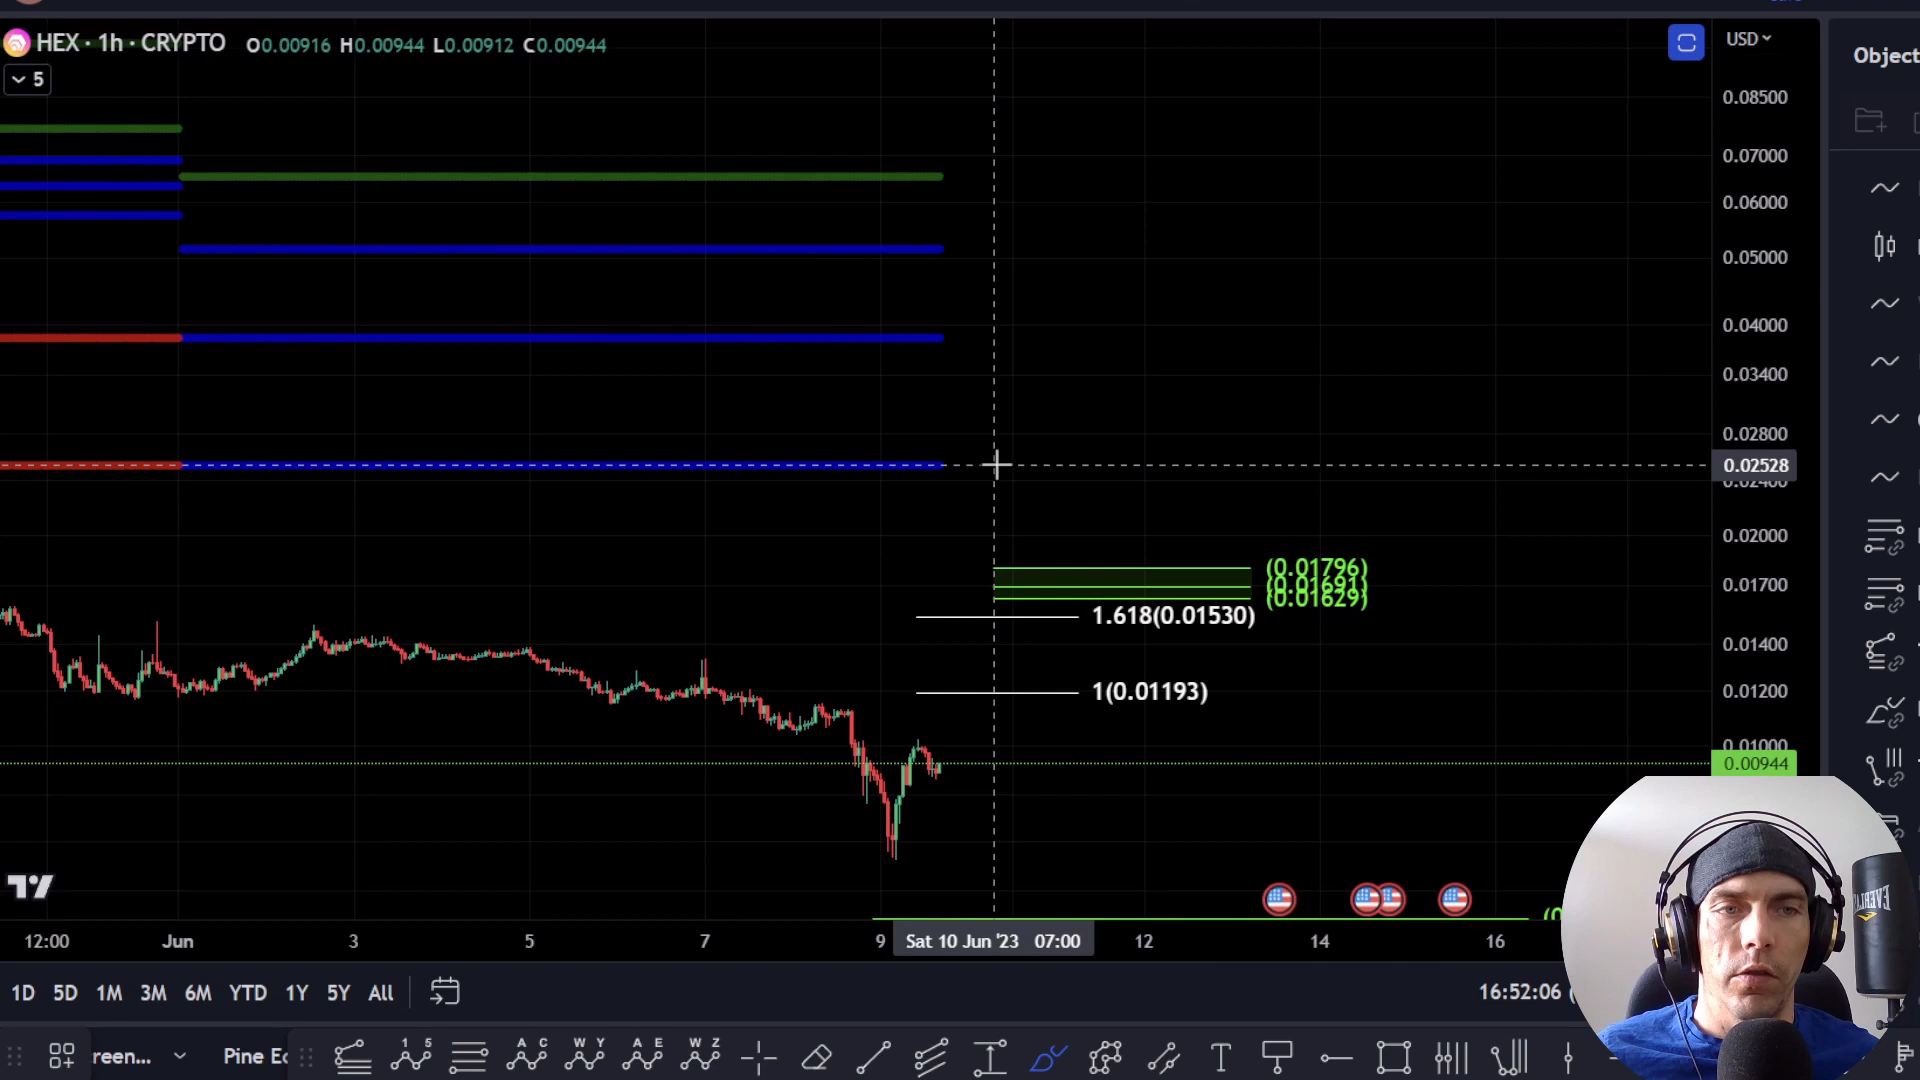 HEX · 1h · CRYPTO O0.00916 H0.00944 L0.00912 C0.00944
USD
Object
5
0.08500
0.07000
0.06000
0.05000
0.04000
0.03400
0.02800
0.02528
0.02400
0.02000
(0.01796)
(0.01691)
0.01700
(0.01629)
1.618(0.01530)
0.01400
1(0.01193)
0.01200
0.01000
0.00944
EVERLAST
12:00 Jun 3 5 7 9 Sat 10 Jun '23 07:00 12 14 16
1D 5D 1M 3M 6M YTD 1Y 5Y All
16:52:06 (
reen... Pine Ec
1 5
A C
W Y
A E
W Z
T